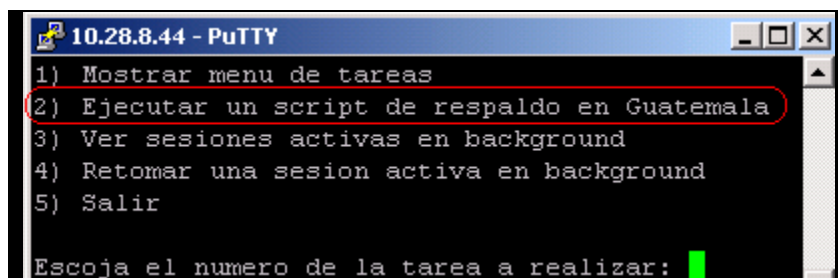 10.28.8.44 - PuTTY
1) Mostrar menu de tareas
2) Ejecutar un script de respaldo en Guatemala
3) Ver sesiones activas en background
4) Retomar una sesion activa en background
5) Salir
Escoja el numero de la tarea a realizar: